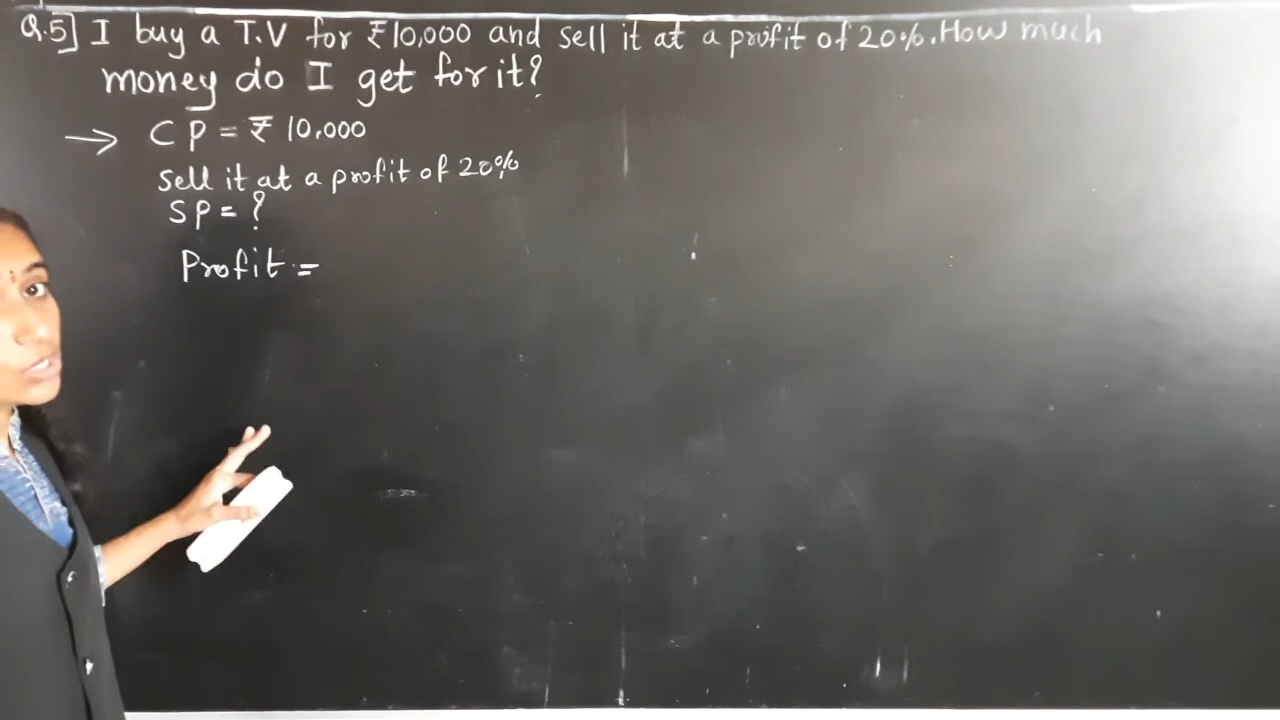 Q.5] I buy a T.V for ₹10,000 and sell it at a profit of 20%. How much
money do I get for it?
→ CP = ₹ 10,000
Sell it at a profit of 20%
SP = ?
Profit =